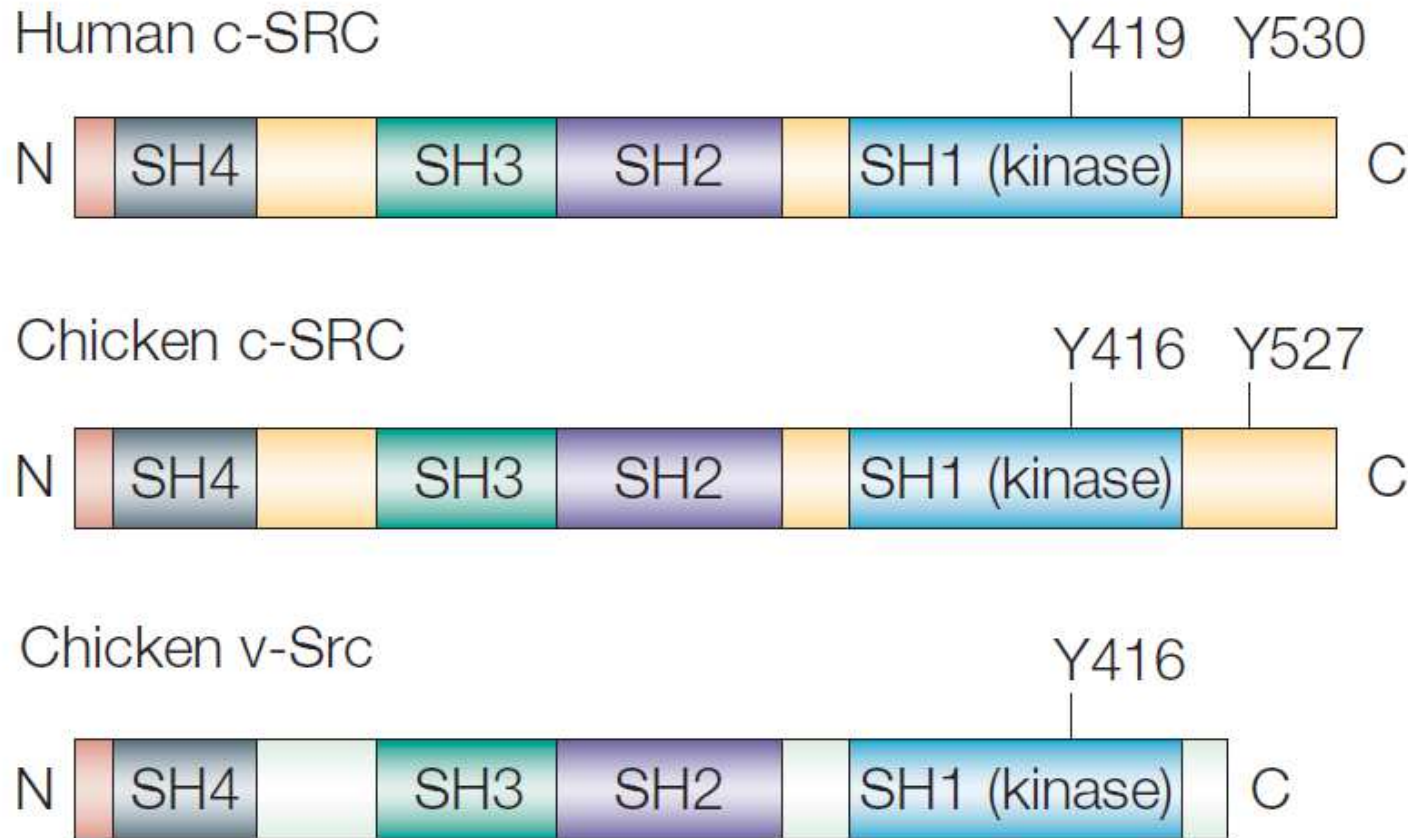 Human c-SRC
Y419 Y530
N SH4 SH3 SH2 SH1 (kinase) C
Chicken c-SRC
Y416 Y527
N SH4 SH3 SH2 SH1 (kinase) C
Chicken v-Src
Y416
N SH4 SH3 SH2 SH1 (kinase) C